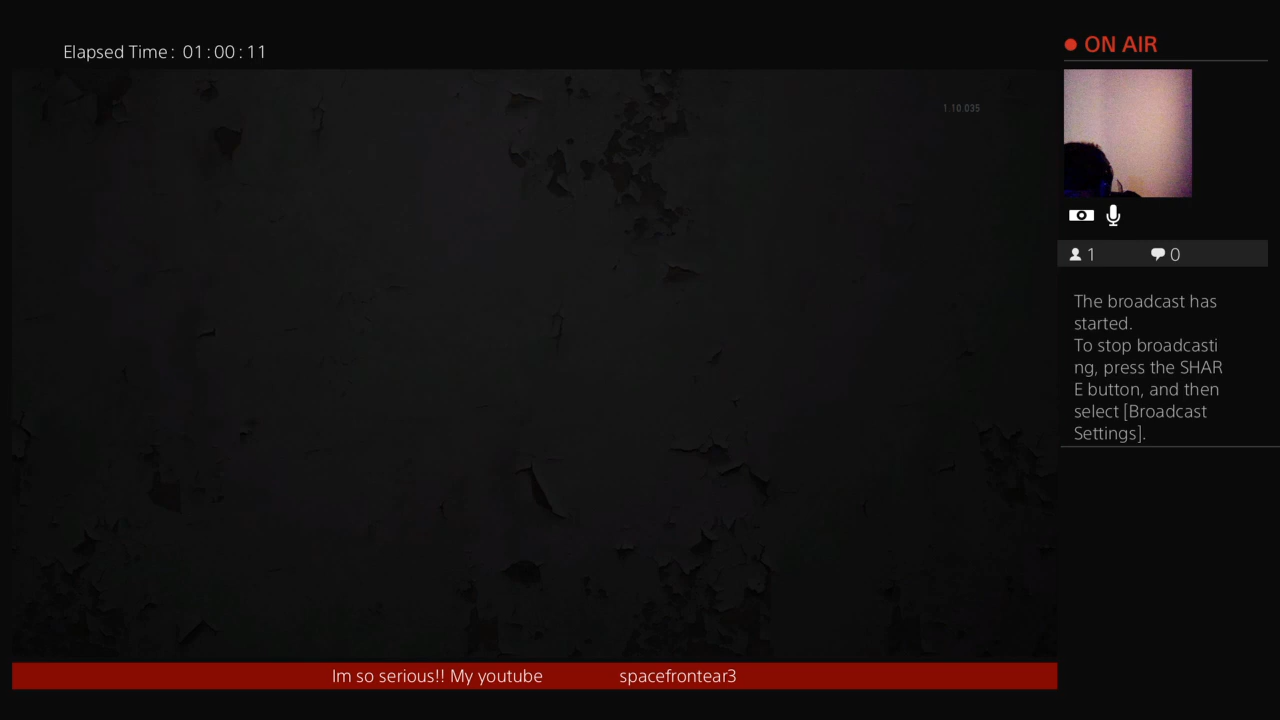 Elapsed Time: 01:00:11
ON AIR
1.10.035
1 0
The broadcast has
started.
To stop broadcasti
ng, press the SHAR
E button, and then
select [Broadcast
Settings].
Im so serious!! My youtube spacefrontear3